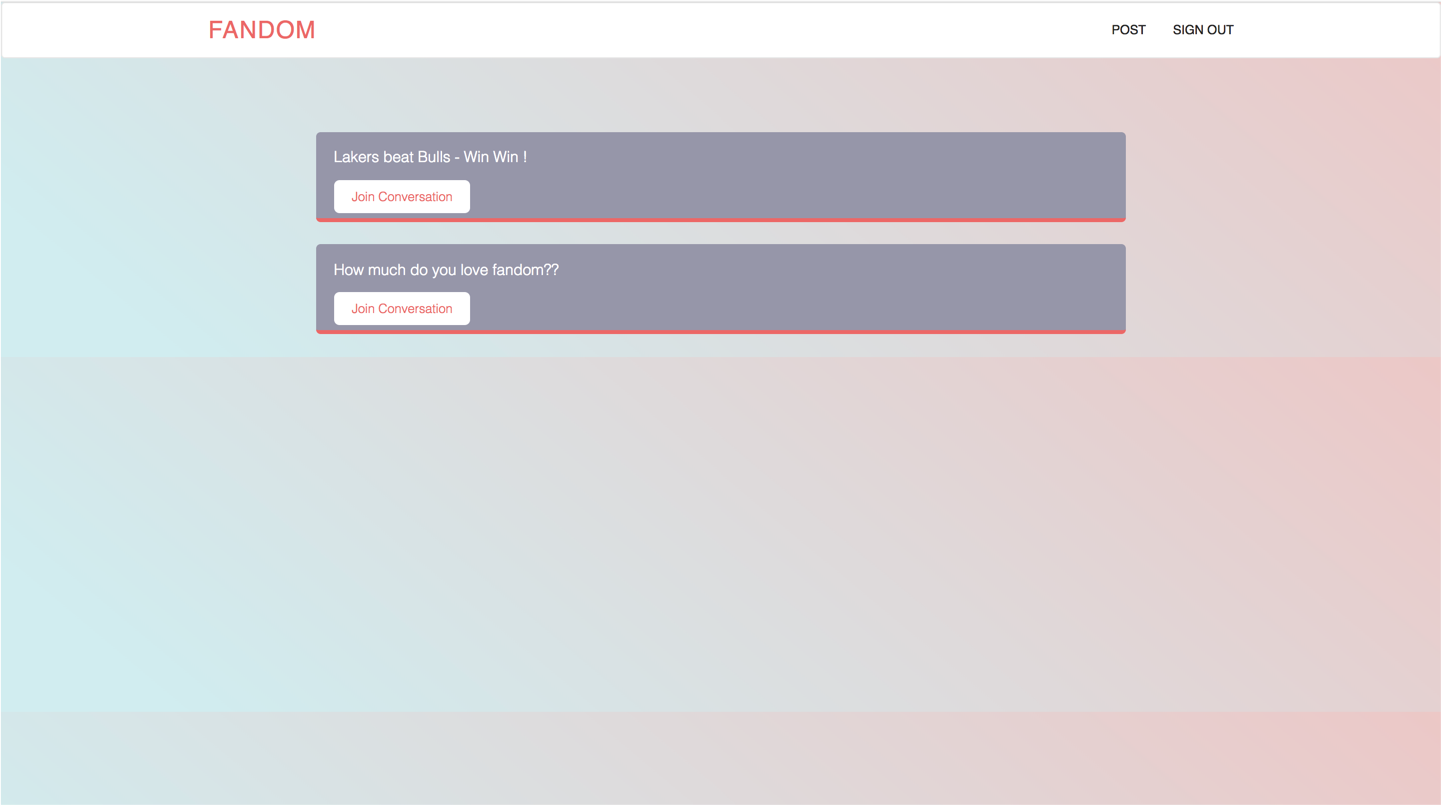 FANDOM
POST SIGN OUT
Lakers beat Bulls - Win Win !
Join Conversation
How much do you love fandom??
Join Conversation